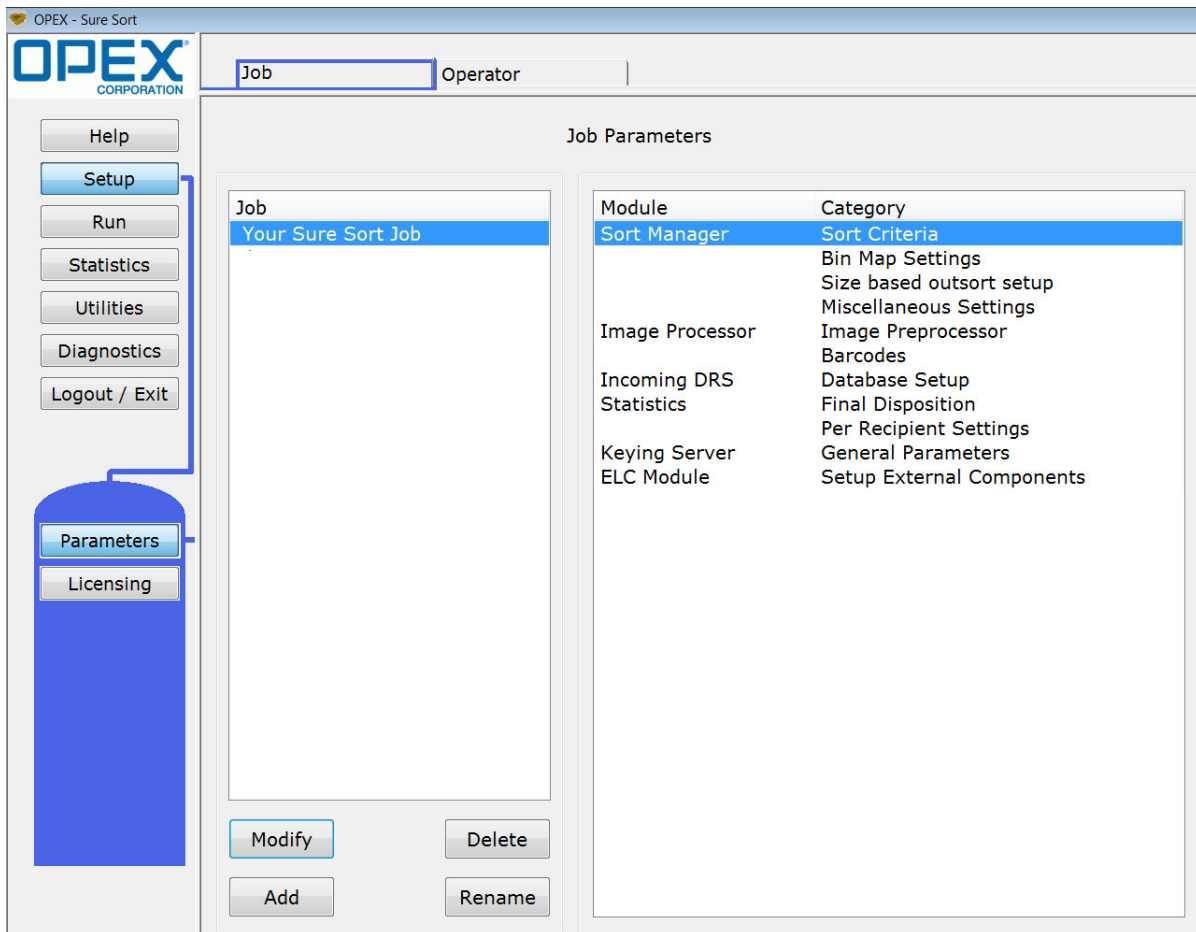 OPEX - Sure Sort
OPEX®
CORPORATION
Job Operator
Help
Setup
Run
Statistics
Utilities
Diagnostics
Logout / Exit
Parameters
Licensing
Job Parameters
Job
Your Sure Sort Job
Modify Delete
Add Rename
Module Category
Sort Manager Sort Criteria
Bin Map Settings
Size based outsort setup
Miscellaneous Settings
Image Processor Image Preprocessor
Barcodes
Incoming DRS Database Setup
Statistics Final Disposition
Per Recipient Settings
Keying Server General Parameters
ELC Module Setup External Components